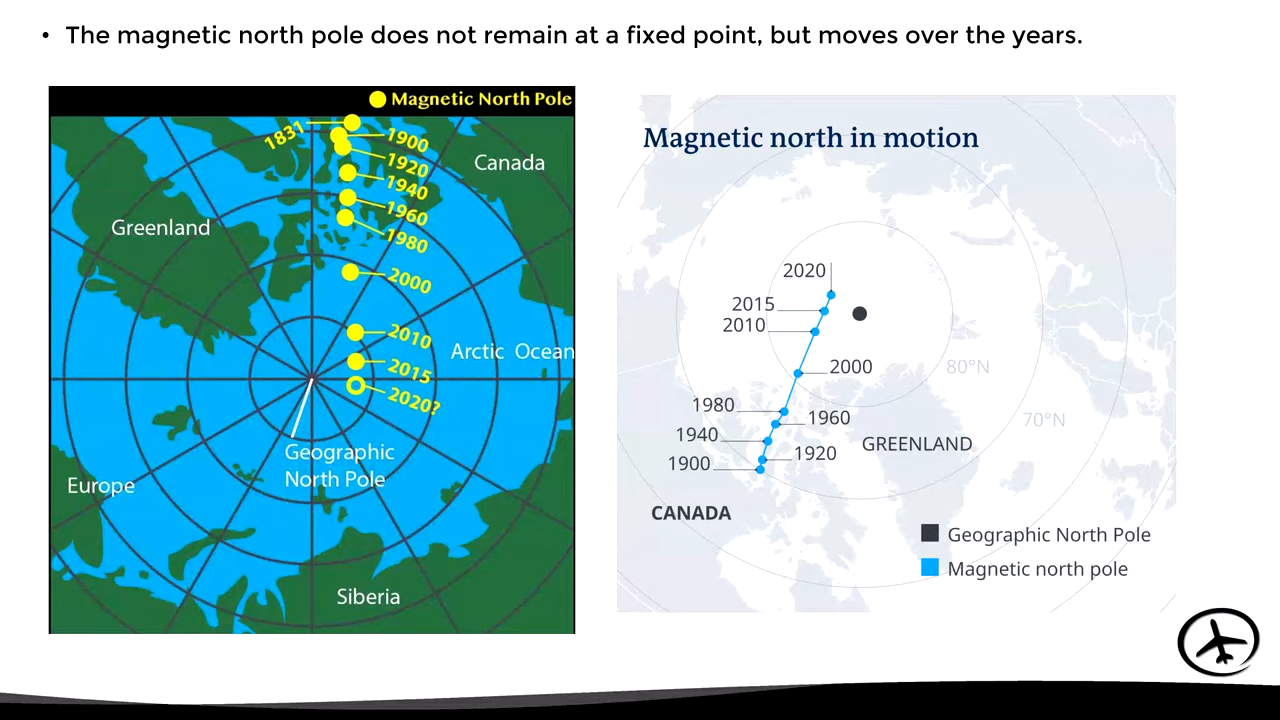 • The magnetic north pole does not remain at a fixed point, but moves over the years.
Magnetic North Pole
1831
1900
1920
1940
1960
1980
2000
2010
2015
2020?
Canada
Greenland
Arctic Ocean
Geographic
North Pole
Europe
Siberia
Magnetic north in motion
2020
2015
2010
2000
80°N
1980
1960
70°N
1940
GREENLAND
1920
1900
CANADA
Geographic North Pole
Magnetic north pole